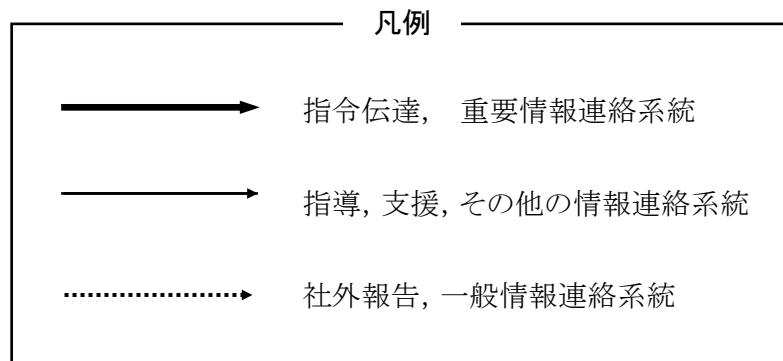 凡例
指令伝達, 重要情報連絡系統
指導, 支援, その他の情報連絡系統
社外報告, 一般情報連絡系統